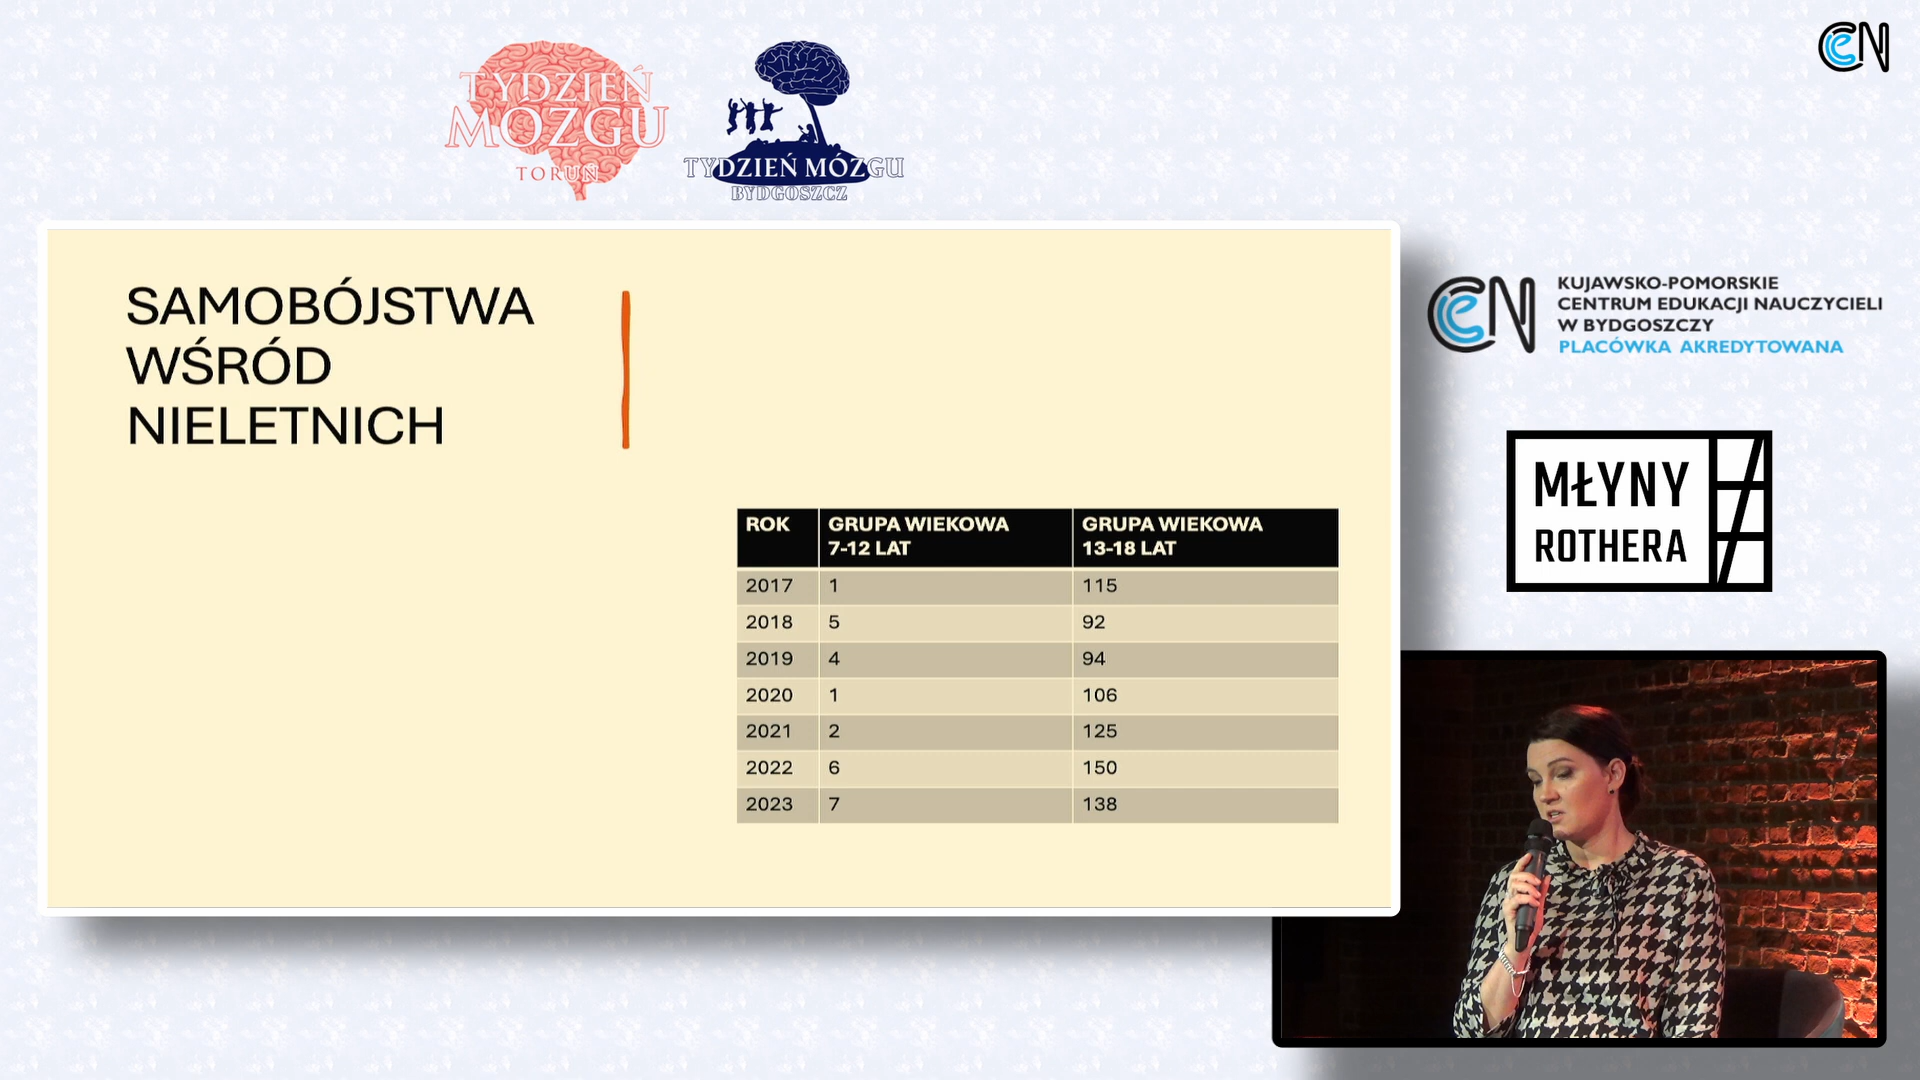 TYDZIEŃ
MÓZGU
TORUŃ
TYDZIEŃ MÓZGU
BYDGOSZCZ
CeN
SAMOBÓJSTWA
WŚRÓD
NIELETNICH
ROK GRUPA WIEKOWA 7-12 LAT GRUPA WIEKOWA 13-18 LAT
2017 1 115
2018 5 92
2019 4 94
2020 1 106
2021 2 125
2022 6 150
2023 7 138
CeN
KUJAWSKO-POMORSKIE
CENTRUM EDUKACJI NAUCZYCIELI
W BYDGOSZCZY
PLACÓWKA AKREDYTOWANA
MŁYNY
ROTHERA